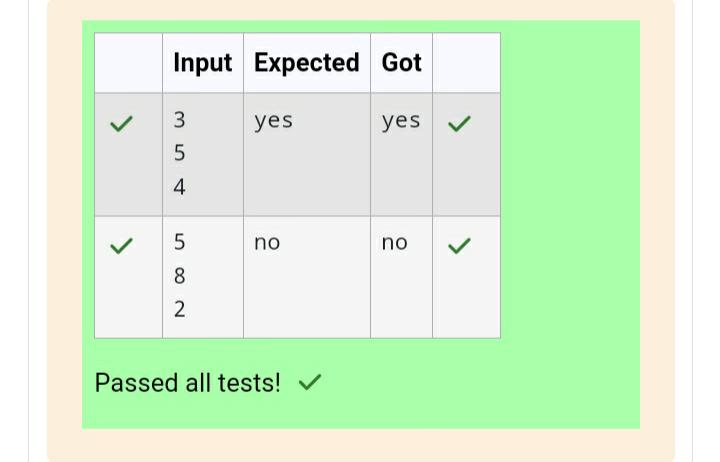 Input Expected Got
3 yes yes
5
4
5 no no
8
2
Passed all tests!